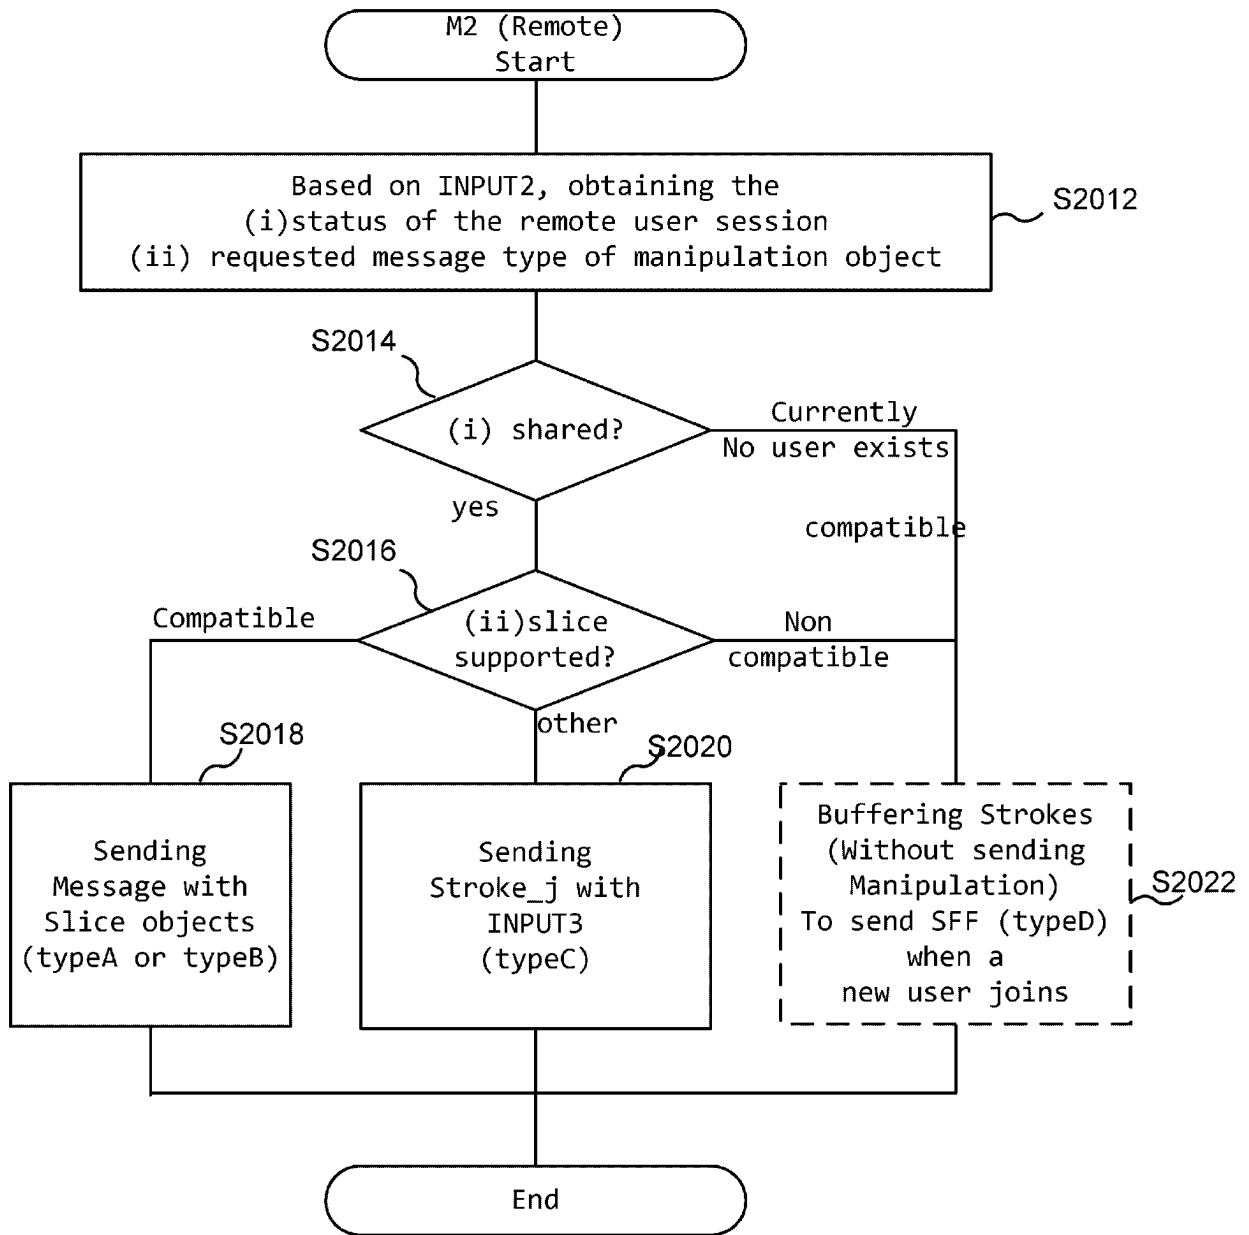 M2 (Remote)
Start
Based on INPUT2, obtaining the
(i)status of the remote user session
(ii) requested message type of manipulation object
S2012
S2014
(i) shared?
Currently
No user exists
yes
compatible
S2016
Compatible
(ii)slice
supported?
Non
compatible
other
S2018
S2020
Sending
Message with
Slice objects
(typeA or typeB)
Sending
Stroke_j with
INPUT3
(typeC)
Buffering Strokes
(Without sending
Manipulation)
To send SFF (typeD)
when a
new user joins
S2022
End